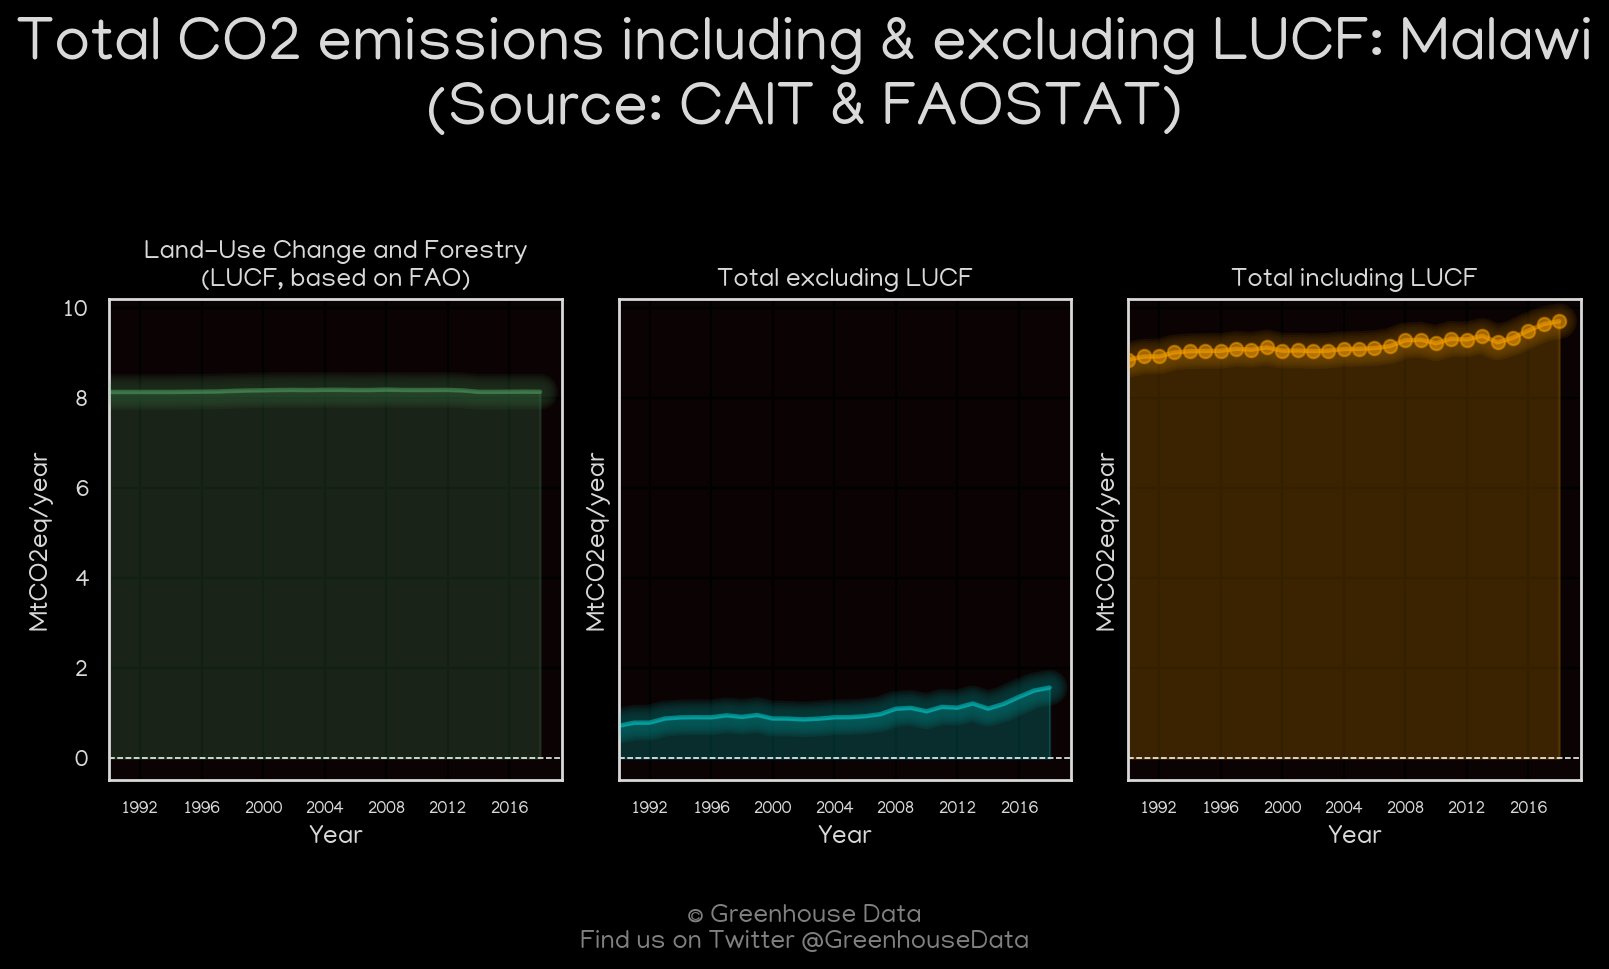 Total CO2 emissions including & excluding LUCF: Malawi
(Source: CAIT & FAOSTAT)
Land-Use Change and Forestry
(LUCF, based on FAO)
Total excluding LUCF
Total including LUCF
10
8
6
4
2
0
MtCO2eq/year
MtCO2eq/year
MtCO2eq/year
1992 1996 2000 2004 2008 2012 2016
1992 1996 2000 2004 2008 2012 2016
1992 1996 2000 2004 2008 2012 2016
Year
Year
Year
© Greenhouse Data
Find us on Twitter @GreenhouseData